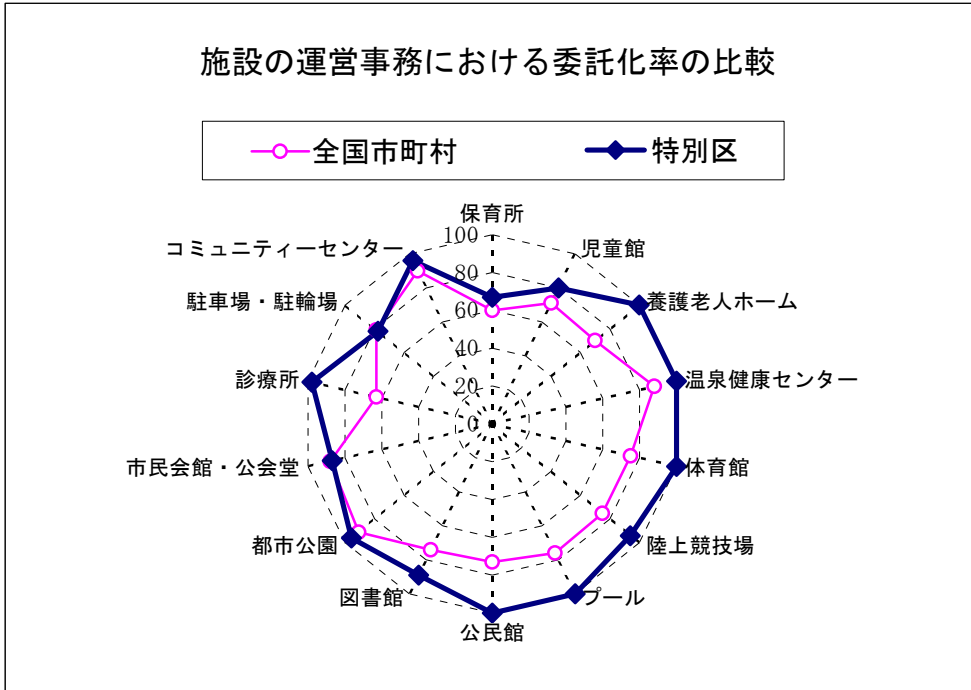 施設の運営事務における委託化率の比較
全国市町村
特別区
保育所
児童館
養護老人ホーム
温泉健康センター
体育館
陸上競技場
プール
公民館
図書館
都市公園
市民会館・公会堂
診療所
駐車場・駐輪場
コミュニティーセンター
100
80
60
40
20
0